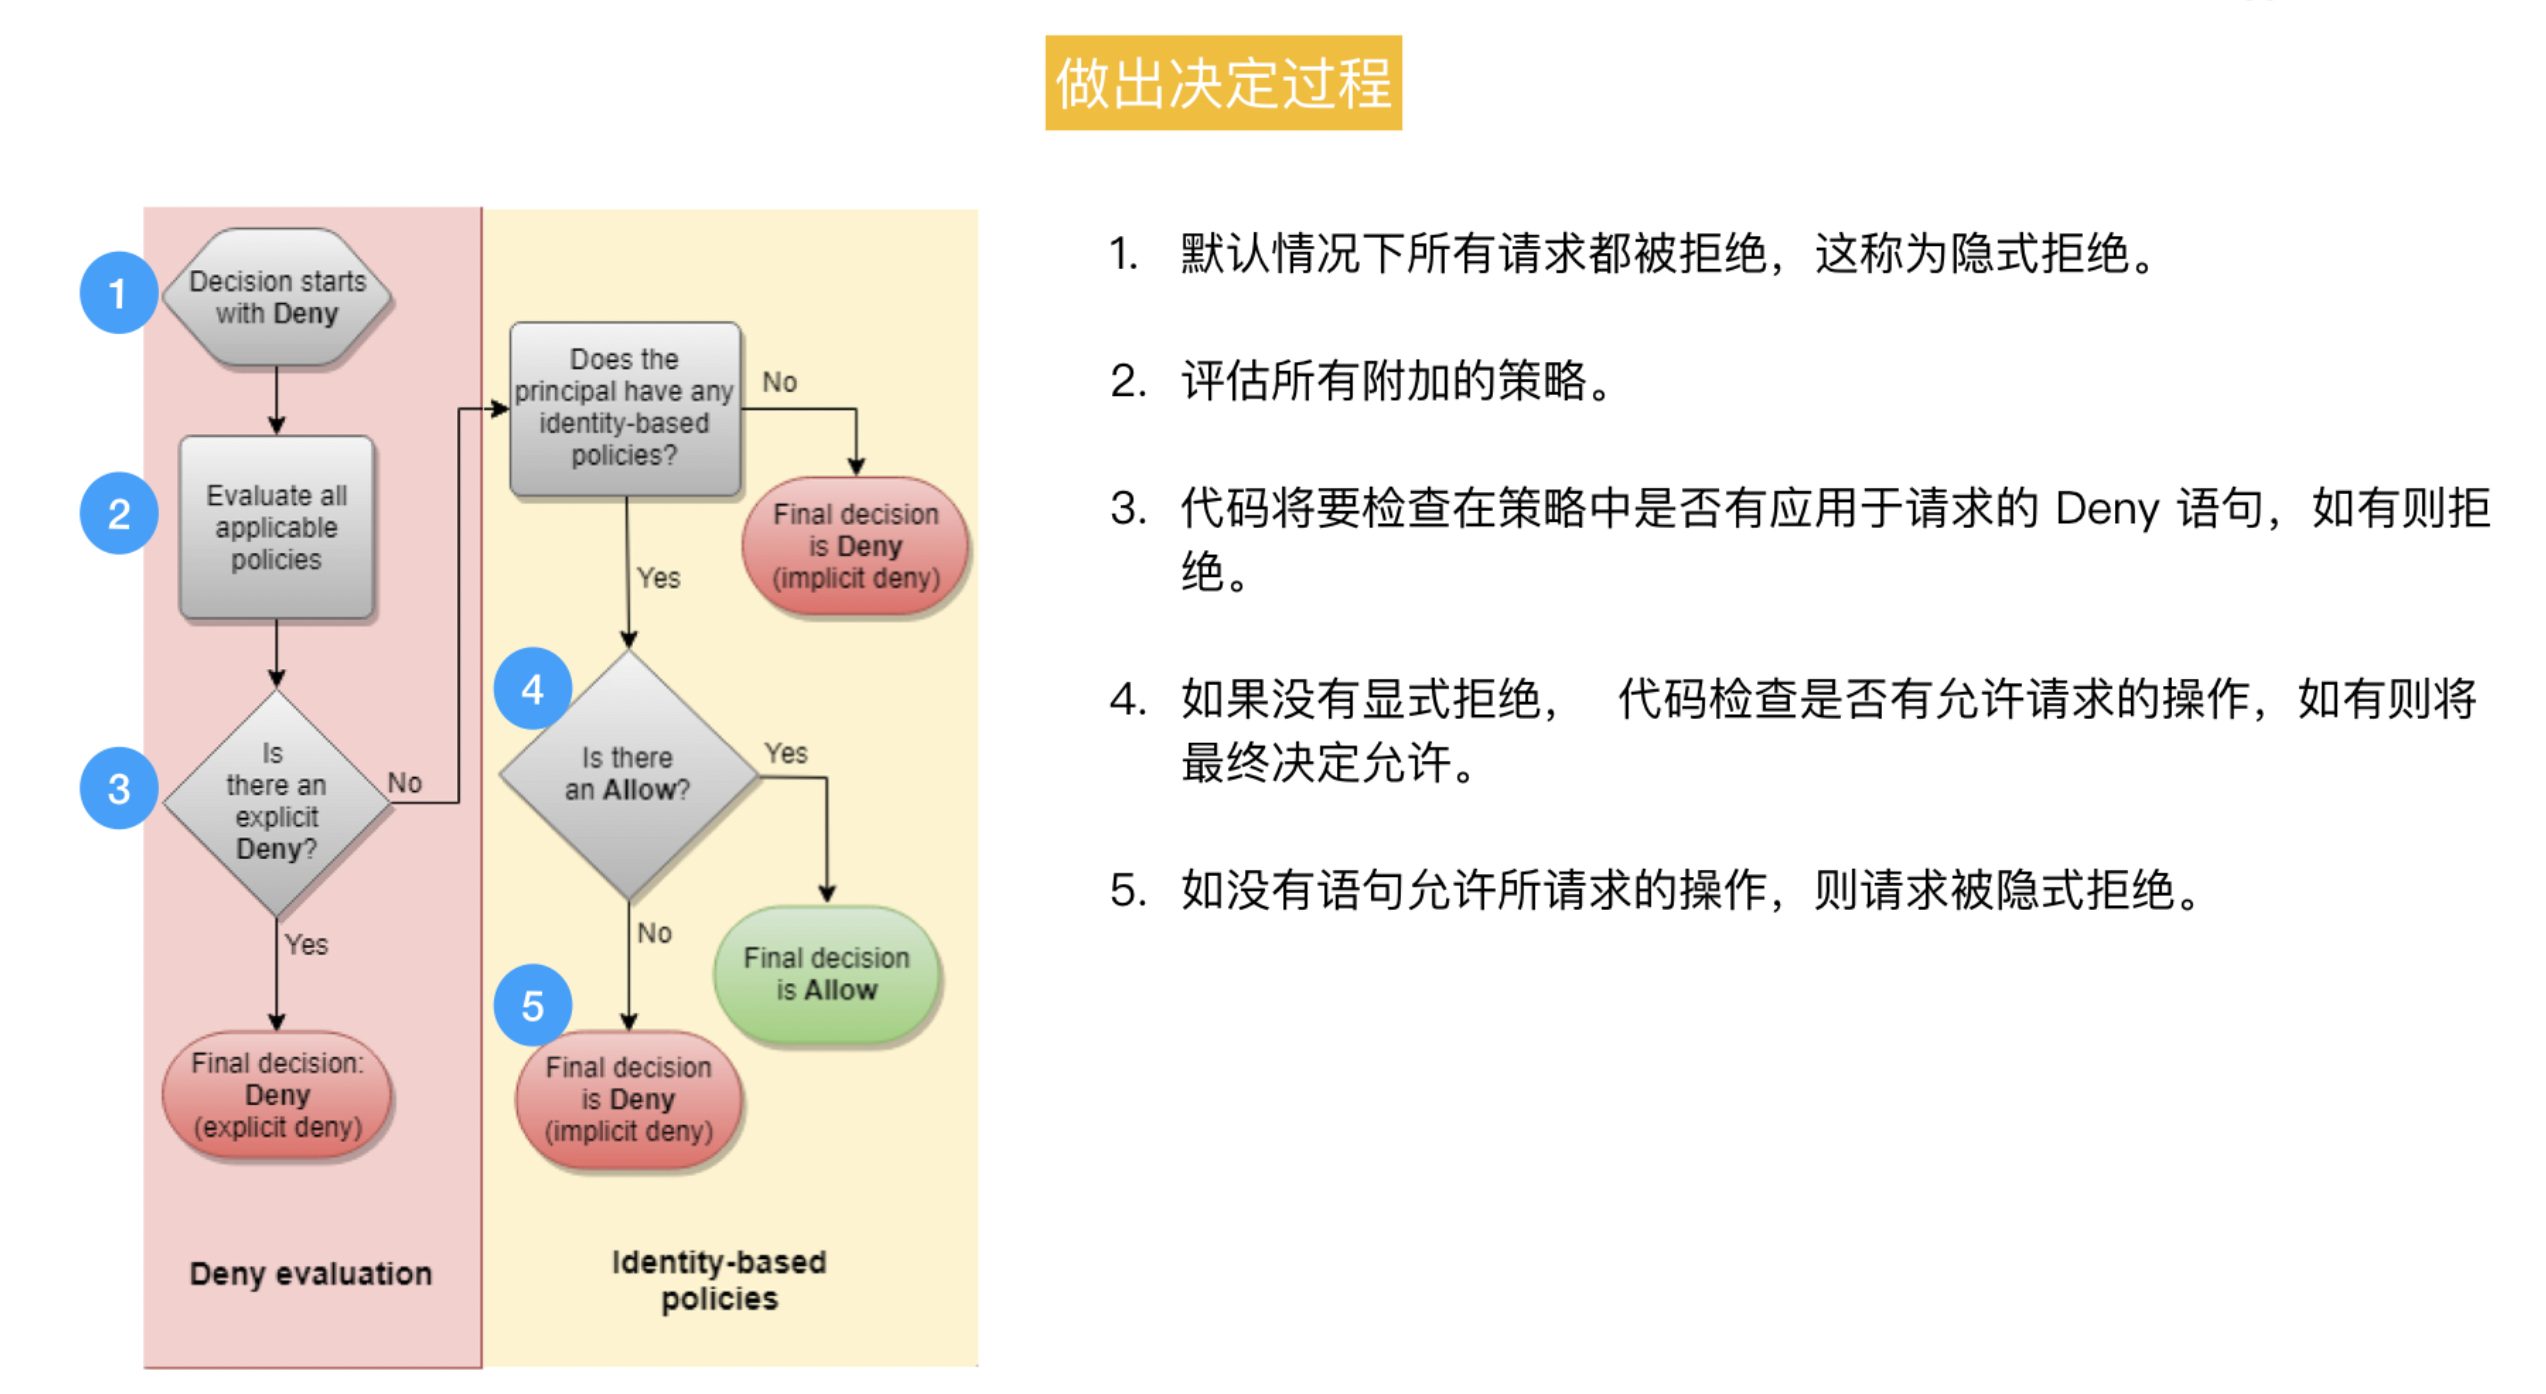 做出决定过程
1
Decision starts
with Deny
2
Evaluate all
applicable
policies
3
Is
there an
explicit
Deny?
No
Yes
Final decision:
Deny
(explicit deny)
Deny evaluation
Does the
principal have any
identity-based
policies?
No
Final decision
is Deny
(implicit deny)
Yes
4
Is there
an Allow?
Yes
Final decision
is Allow
No
5
Final decision
is Deny
(implicit deny)
Identity-based
policies
1. 默认情况下所有请求都被拒绝，这称为隐式拒绝。
2. 评估所有附加的策略。
3. 代码将要检查在策略中是否有应用于请求的 Deny 语句，如有则拒
绝。
4. 如果没有显式拒绝， 代码检查是否有允许请求的操作，如有则将
最终决定允许。
5. 如没有语句允许所请求的操作，则请求被隐式拒绝。